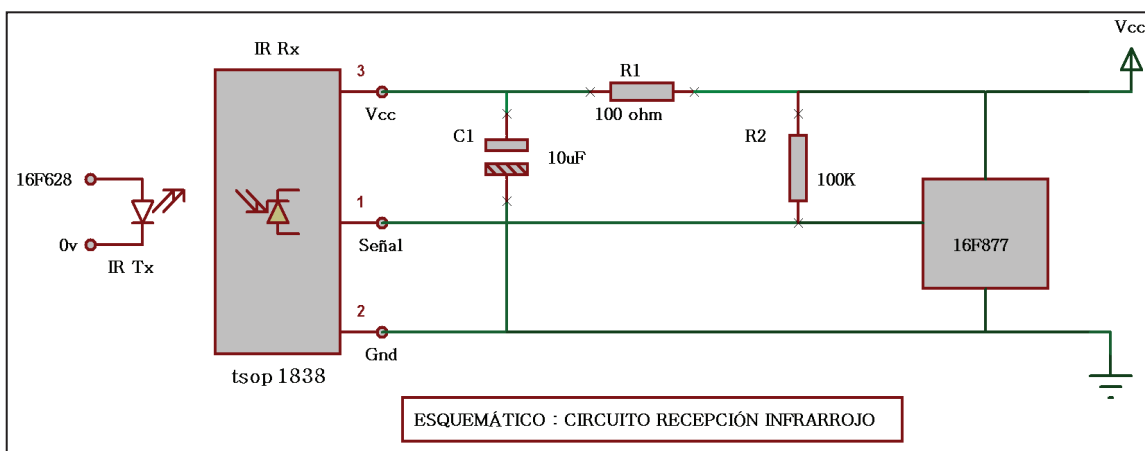 Vcc
IR Rx
3
R1
Vcc
100 ohm
C1
10uF
R2
100K
16F628
1
Señal
16F877
0v
IR Tx
2
Gnd
tsop 1838
ESQUEMÁTICO : CIRCUITO RECEPCIÓN INFRARROJO